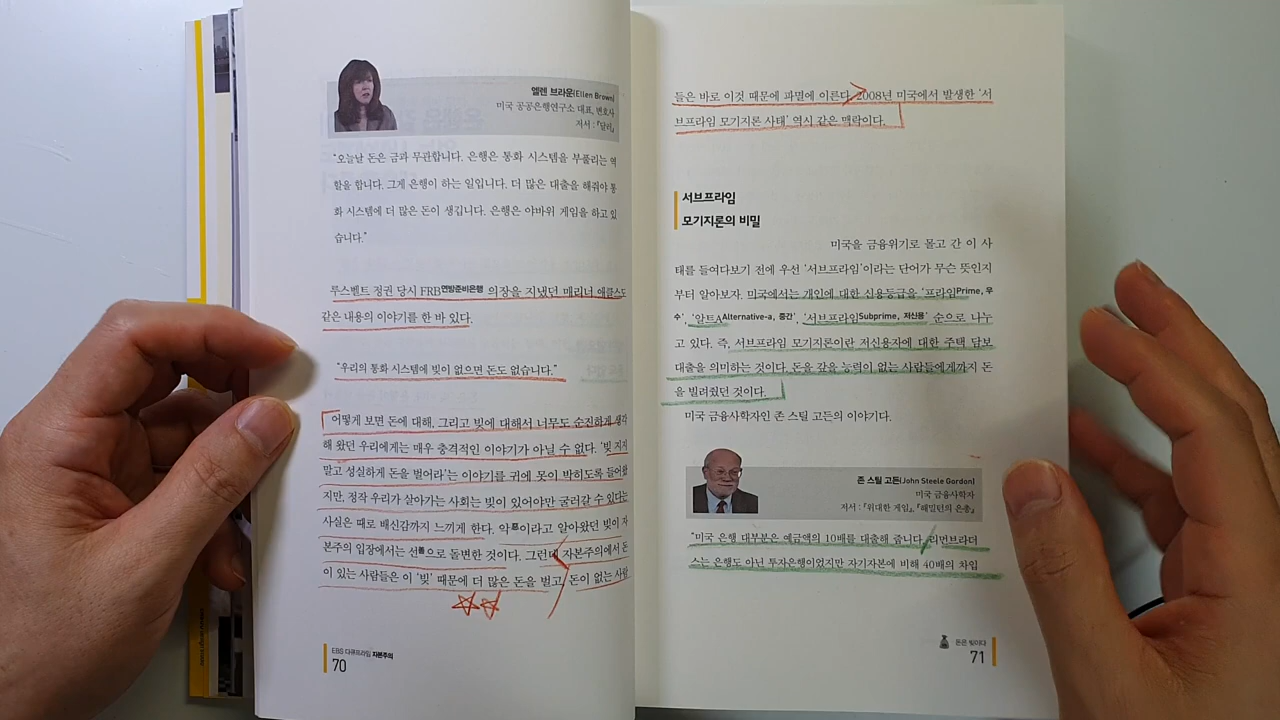 엘렌 브라운(Ellen Brown)
미국 공공은행연구소 대표, 변호사
저서 : 『달러』
"오늘날 돈은 금과 무관합니다. 은행은 통화 시스템을 부풀리는 역
할을 합니다. 그게 은행이 하는 일입니다. 더 많은 대출을 해줘야 통
화 시스템에 더 많은 돈이 생깁니다. 은행은 야바위 게임을 하고 있
습니다."
루스벨트 정권 당시 FRB연방준비은행 의장을 지냈던 매리너 애클스도
같은 내용의 이야기를 한 바 있다.
"우리의 통화 시스템에 빚이 없으면 돈도 없습니다."
어떻게 보면 돈에 대해, 그리고 빚에 대해서 너무도 순진하게 생각
해 왔던 우리에게는 매우 충격적인 이야기가 아닐 수 없다. '빚 지지
말고 성실하게 돈을 벌어라'는 이야기를 귀에 못이 박히도록 들어왔
지만, 정작 우리가 살아가는 사회는 빚이 있어야만 굴러갈 수 있다는
사실은 때로 배신감까지 느끼게 한다. 악惡이라고 알아왔던 빚이 자
본주의 입장에서는 선善으로 돌변한 것이다. 그런데 자본주의에서 돈
이 있는 사람들은 이 '빚' 때문에 더 많은 돈을 벌고, 돈이 없는 사람
EBS 다큐프라임 자본주의
70
들은 바로 이것 때문에 파멸에 이른다. 2008년 미국에서 발생한 '서
브프라임 모기지론 사태' 역시 같은 맥락이다.
서브프라임
모기지론의 비밀
미국을 금융위기로 몰고 간 이 사
태를 들여다보기 전에 우선 '서브프라임'이라는 단어가 무슨 뜻인지
부터 알아보자. 미국에서는 개인에 대한 신용등급을 '프라임Prime, 우
수', '알트AAlternative-a, 중간', '서브프라임Subprime, 저신용' 순으로 나누
고 있다. 즉, 서브프라임 모기지론이란 저신용자에 대한 주택 담보
대출을 의미하는 것이다. 돈을 갚을 능력이 없는 사람들에게까지 돈
을 빌려줬던 것이다.
미국 금융사학자인 존 스틸 고든의 이야기다.
존 스틸 고든(John Steele Gordon)
미국 금융사학자
저서 : 『위대한 게임』, 『해밀턴의 은총』
"미국 은행 대부분은 예금액의 10배를 대출해 줍니다. 리먼브라더
스는 은행도 아닌 투자은행이었지만 자기자본에 비해 40배의 차입
돈은 빚이다
71